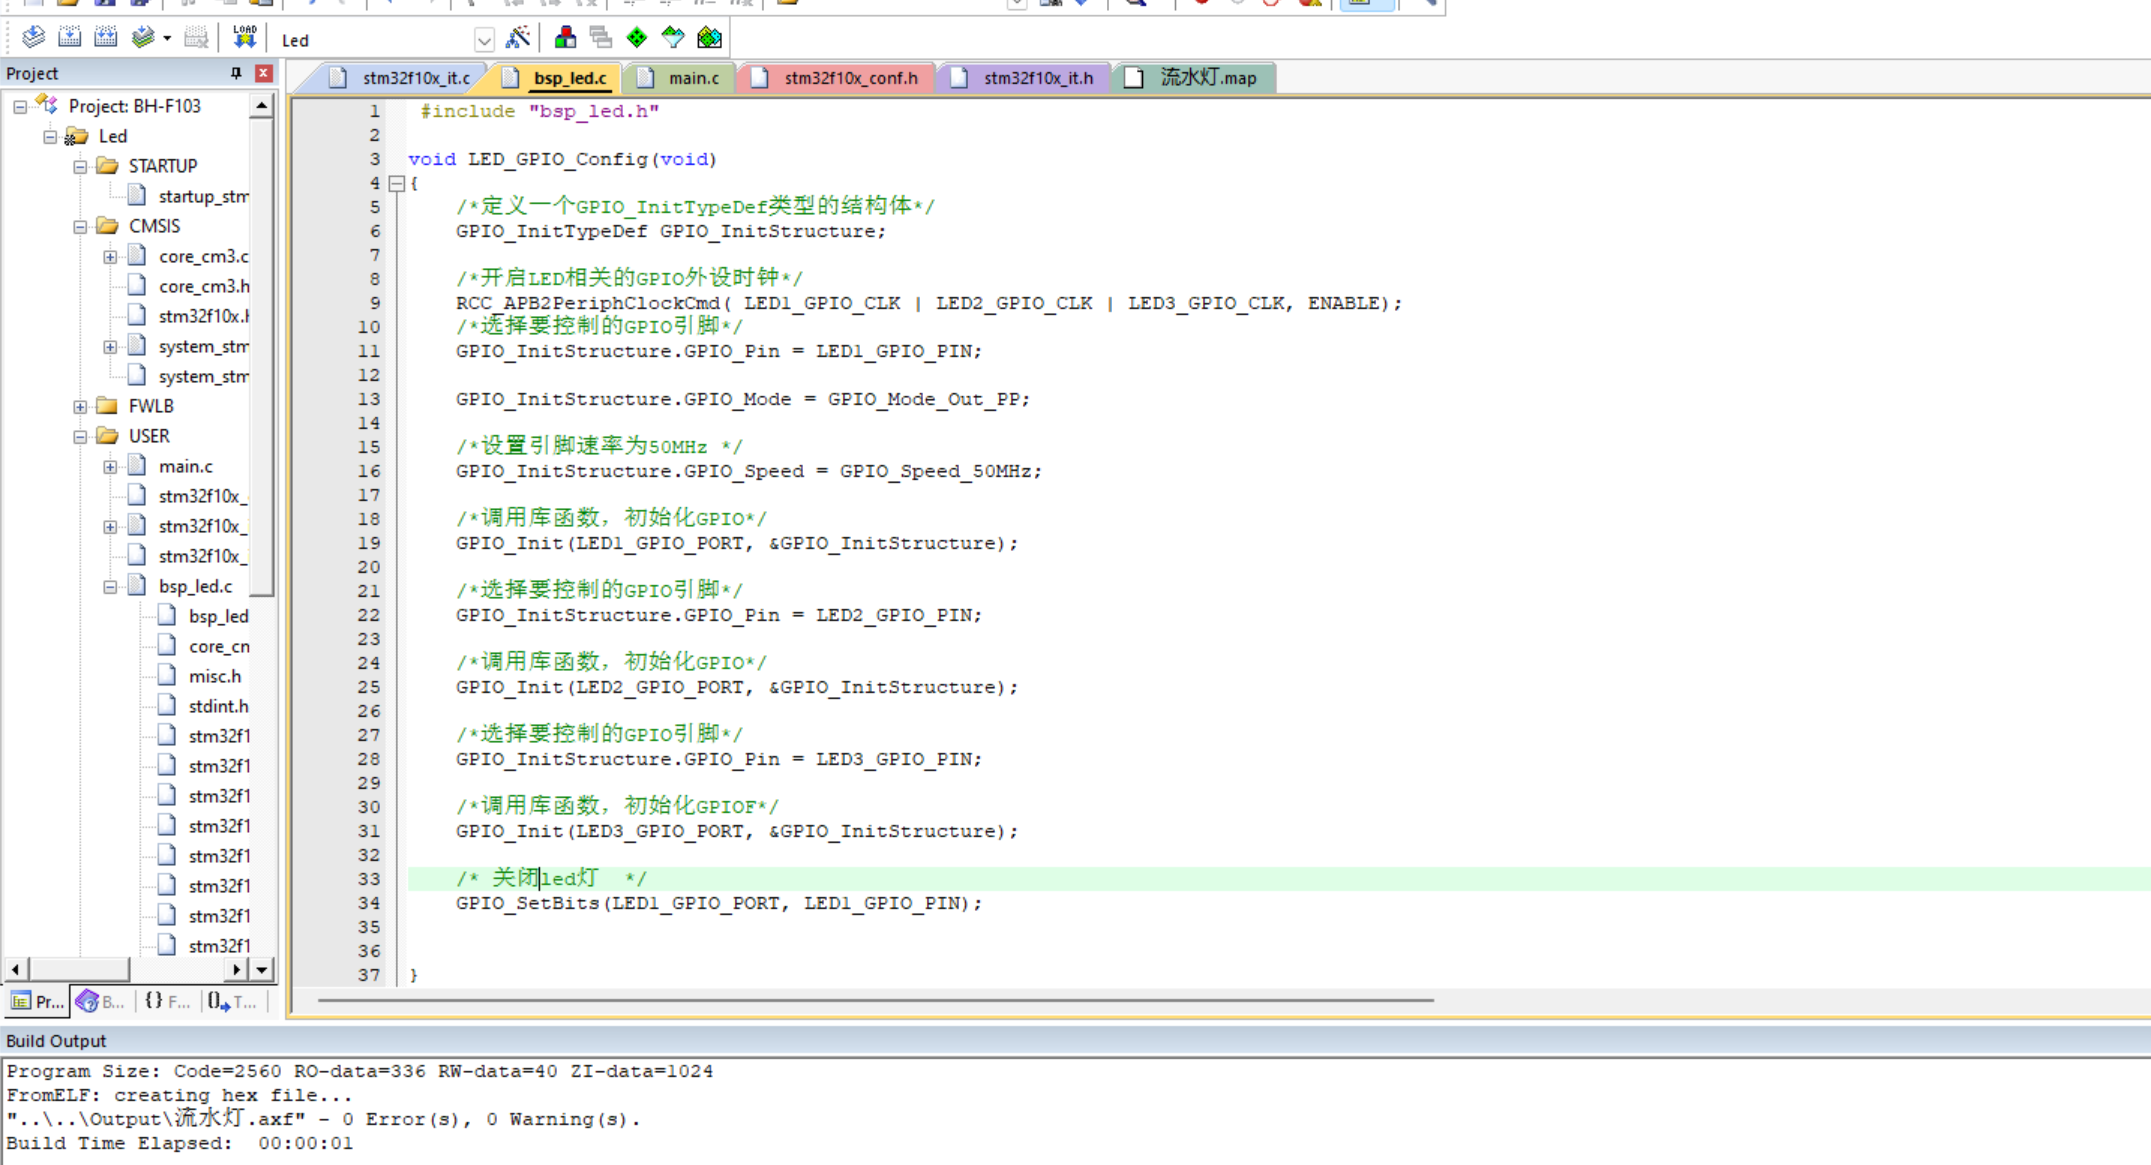 LOAD
Led
Project
Project: BH-F103
Led
STARTUP
startup_stm
CMSIS
core_cm3.c
core_cm3.h
stm32f10x.h
system_stm
system_stm
FWLB
USER
main.c
stm32f10x_
stm32f10x_
stm32f10x_
bsp_led.c
bsp_led
core_cm
misc.h
stdint.h
stm32f1
stm32f1
stm32f1
stm32f1
stm32f1
stm32f1
stm32f1
stm32f1
Pr... B... {} F... T...
stm32f10x_it.c bsp_led.c main.c stm32f10x_conf.h stm32f10x_it.h 流水灯.map
1 #include "bsp_led.h"
2
3 void LED_GPIO_Config(void)
4 {
5 /*定义一个GPIO_InitTypeDef类型的结构体*/
6 GPIO_InitTypeDef GPIO_InitStructure;
7
8 /*开启LED相关的GPIO外设时钟*/
9 RCC_APB2PeriphClockCmd( LED1_GPIO_CLK | LED2_GPIO_CLK | LED3_GPIO_CLK, ENABLE);
10 /*选择要控制的GPIO引脚*/
11 GPIO_InitStructure.GPIO_Pin = LED1_GPIO_PIN;
12
13 GPIO_InitStructure.GPIO_Mode = GPIO_Mode_Out_PP;
14
15 /*设置引脚速率为50MHz */
16 GPIO_InitStructure.GPIO_Speed = GPIO_Speed_50MHz;
17
18 /*调用库函数，初始化GPIO*/
19 GPIO_Init(LED1_GPIO_PORT, &GPIO_InitStructure);
20
21 /*选择要控制的GPIO引脚*/
22 GPIO_InitStructure.GPIO_Pin = LED2_GPIO_PIN;
23
24 /*调用库函数，初始化GPIO*/
25 GPIO_Init(LED2_GPIO_PORT, &GPIO_InitStructure);
26
27 /*选择要控制的GPIO引脚*/
28 GPIO_InitStructure.GPIO_Pin = LED3_GPIO_PIN;
29
30 /*调用库函数，初始化GPIOF*/
31 GPIO_Init(LED3_GPIO_PORT, &GPIO_InitStructure);
32
33 /* 关闭led灯 */
34 GPIO_SetBits(LED1_GPIO_PORT, LED1_GPIO_PIN);
35
36
37 }
Build Output
Program Size: Code=2560 RO-data=336 RW-data=40 ZI-data=1024
FromELF: creating hex file...
"..\..\Output\流水灯.axf" - 0 Error(s), 0 Warning(s).
Build Time Elapsed: 00:00:01